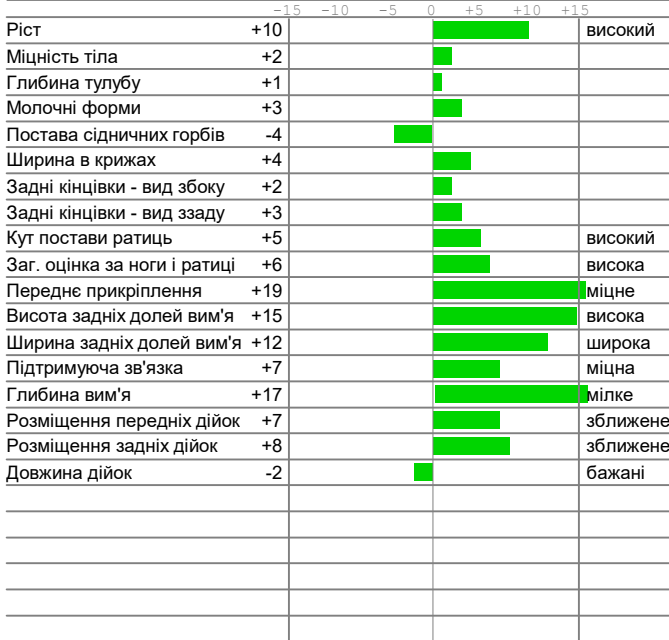 -15 -10 -5 0 +5 +10 +15
Ріст +10 високий
Міцність тіла +2
Глибина тулубу +1
Молочні форми +3
Постава сідничних горбів -4
Ширина в крижах +4
Задні кінцівки - вид збоку +2
Задні кінцівки - вид ззаду +3
Кут постави ратиць +5 високий
Заг. оцінка за ноги і ратиці +6 висока
Переднє прикріплення +19 міцне
Висота задніх долей вим'я +15 висока
Ширина задніх долей вим'я +12 широка
Підтримуюча зв'язка +7 міцна
Глибина вим'я +17 мілке
Розміщення передніх дійок +7 зближене
Розміщення задніх дійок +8 зближене
Довжина дійок -2 бажані